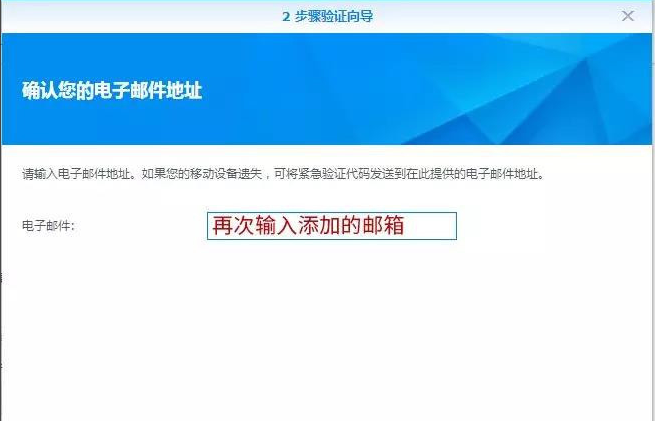 2 步骤验证向导
确认您的电子邮件地址
请输入电子邮件地址。如果您的移动设备遗失，可将紧急验证代码发送到在此提供的电子邮件地址。
电子邮件: 再次输入添加的邮箱